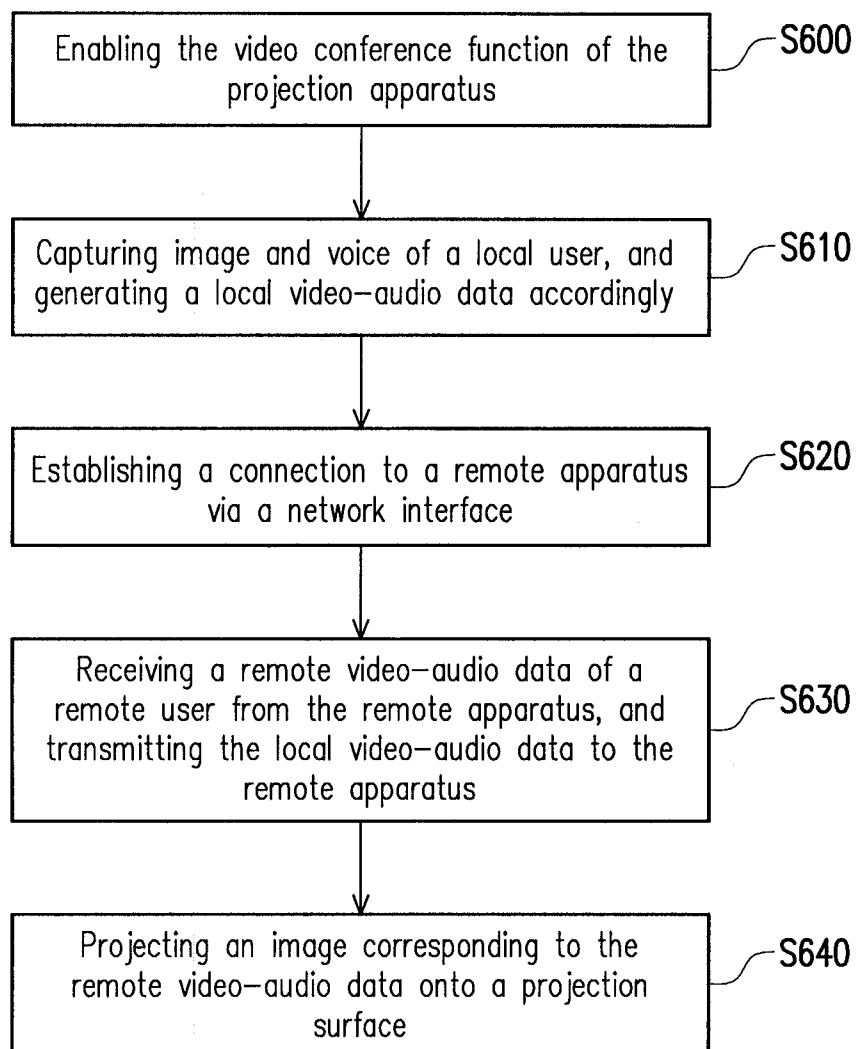 Enabling the video conference function of the
projection apparatus
S600
Capturing image and voice of a local user, and
generating a local video-audio data accordingly
S610
Establishing a connection to a remote apparatus
via a network interface
S620
Receiving a remote video-audio data of a
remote user from the remote apparatus, and
transmitting the local video-audio data to the
remote apparatus
S630
Projecting an image corresponding to the
remote video-audio data onto a projection
surface
S640